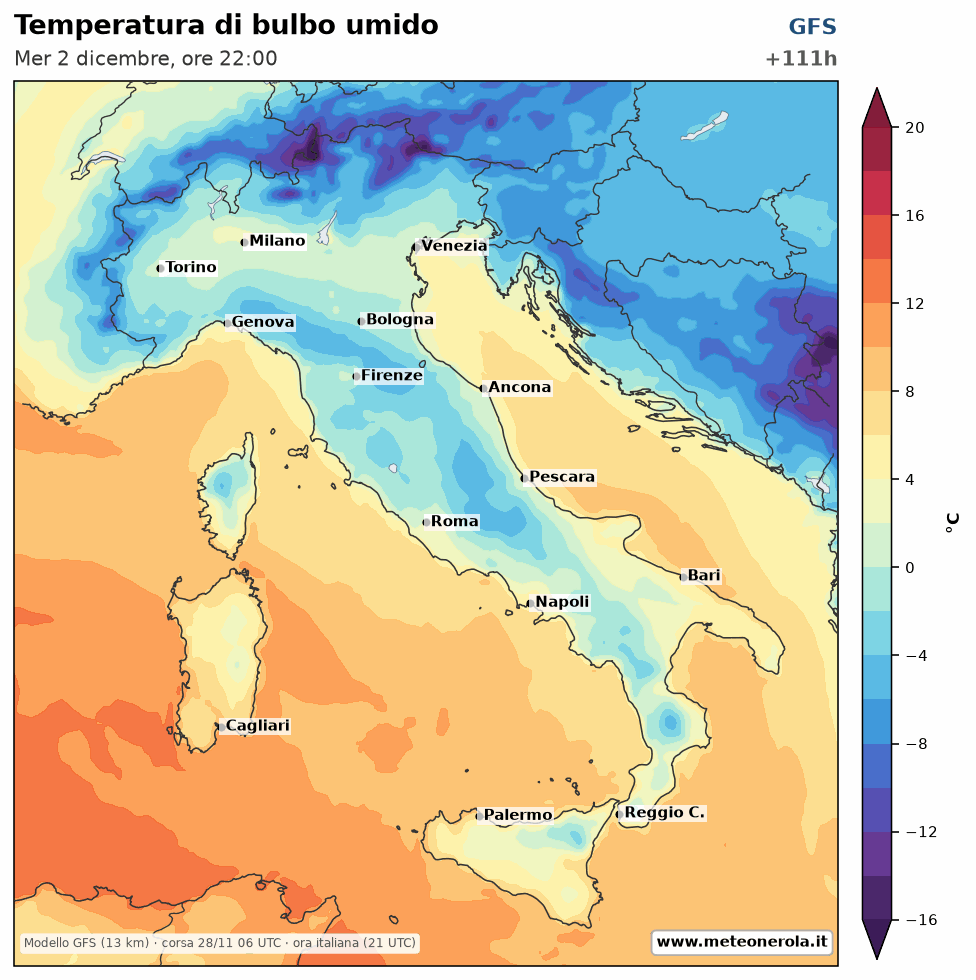 Temperatura di bulbo umido
GFS
Mer 2 dicembre, ore 22:00
+111h
Milano
Venezia
Torino
Genova
Bologna
Firenze
Ancona
Pescara
Roma
Bari
Napoli
Cagliari
Palermo
Reggio C.
20
16
12
8
4
0
−4
−8
−12
−16
°C
Modello GFS (13 km) · corsa 28/11 06 UTC · ora italiana (21 UTC)
www.meteonerola.it